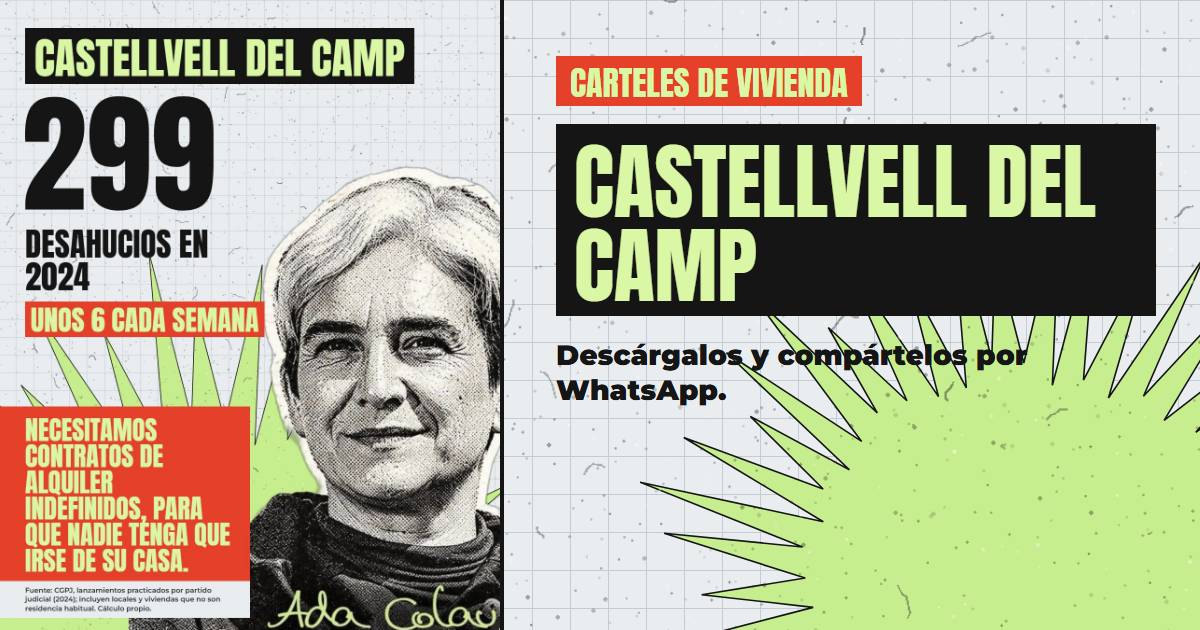 CASTELLVELL DEL CAMP
299
DESAHUCIOS EN
2024
UNOS 6 CADA SEMANA
NECESITAMOS
CONTRATOS DE
ALQUILER
INDEFINIDOS, PARA
QUE NADIE TENGA QUE
IRSE DE SU CASA.
Fuente: CGPJ, lanzamientos practicados por partido
judicial (2024); incluyen locales y viviendas que no son
residencia habitual. Cálculo propio.
Ada Colau
CARTELES DE VIVIENDA
CASTELLVELL DEL
CAMP
Descárgalos y compártelos por
WhatsApp.